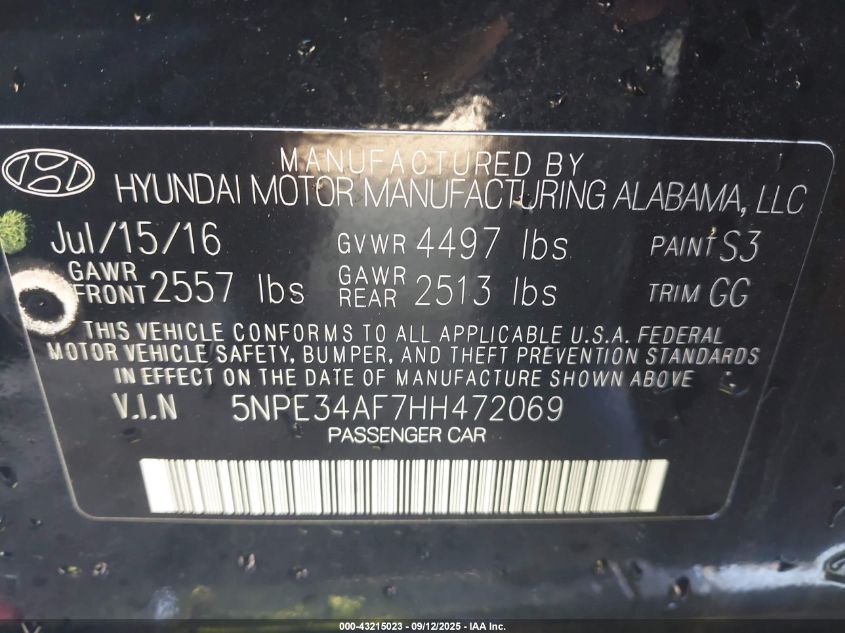 MANUFACTURED BY
HYUNDAI MOTOR MANUFACTURING ALABAMA, LLC
Jul/15/16 GVWR 4497 lbs PAINT S3
GAWR FRONT 2557 lbs GAWR REAR 2513 lbs TRIM GG
THIS VEHICLE CONFORMS TO ALL APPLICABLE U.S.A. FEDERAL
MOTOR VEHICLE SAFETY, BUMPER, AND THEFT PREVENTION STANDARDS
IN EFFECT ON THE DATE OF MANUFACTURE SHOWN ABOVE
V.I.N 5NPE34AF7HH472069
PASSENGER CAR
000-43215023 - 09/12/2025 - IAA Inc.